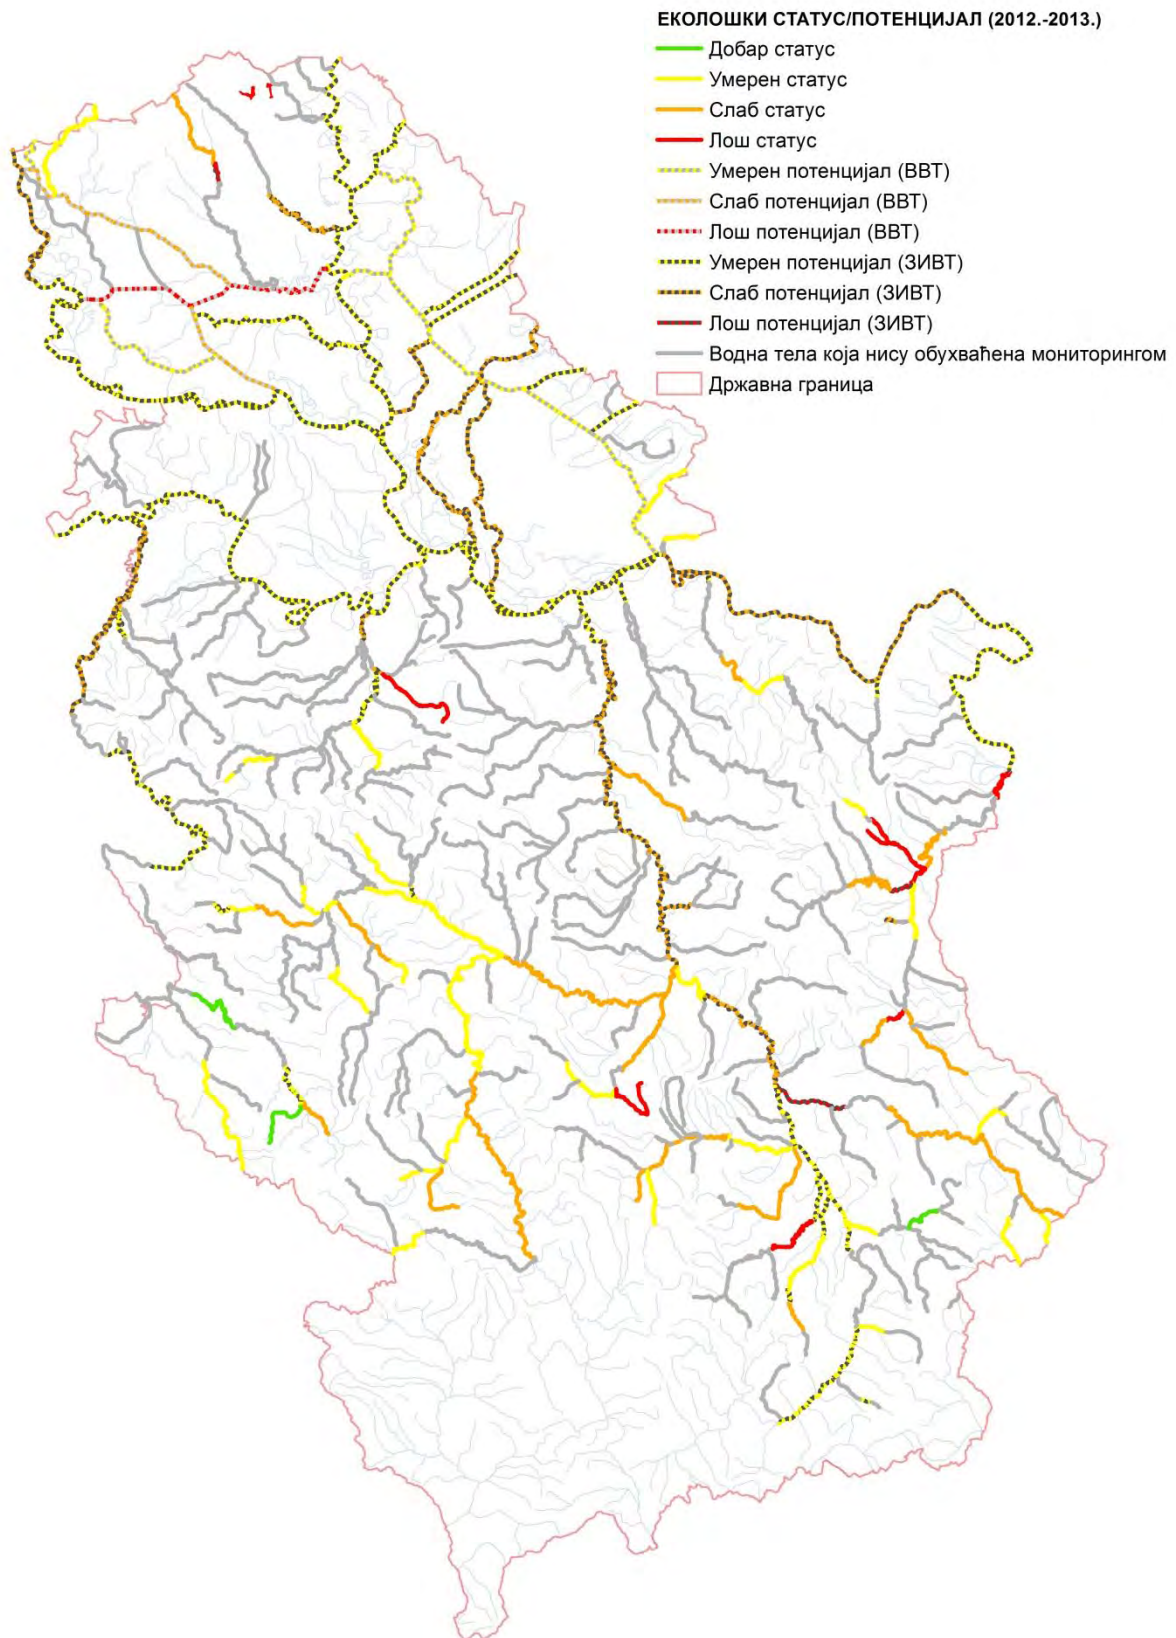 ЕКОЛОШКИ СТАТУС/ПОТЕНЦИЈАЛ (2012.-2013.)
Добар статус
Умерен статус
Слаб статус
Лош статус
Умерен потенцијал (ВВТ)
Слаб потенцијал (ВВТ)
Лош потенцијал (ВВТ)
Умерен потенцијал (ЗИВТ)
Слаб потенцијал (ЗИВТ)
Лош потенцијал (ЗИВТ)
Водна тела која нису обухваћена мониторингом
Државна граница